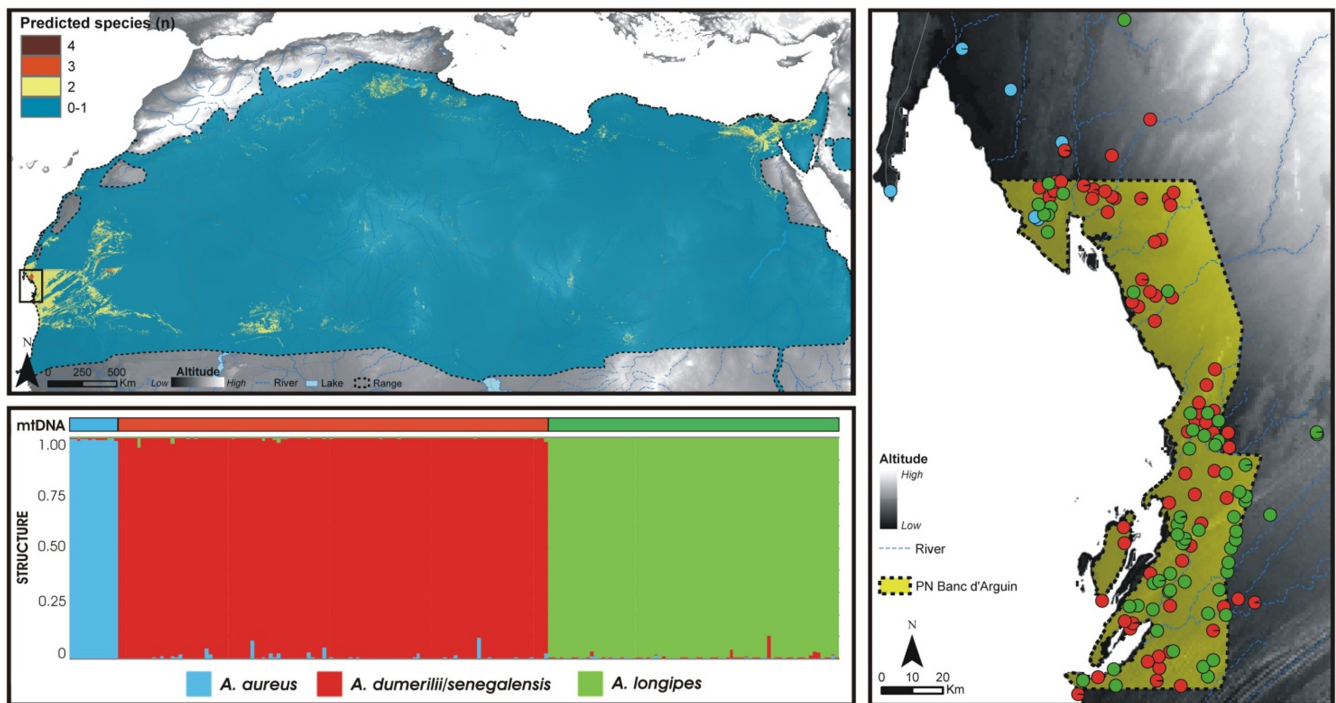 Predicted species (n)
4
3
2
0-1
N
0 250 500
Km
Altitude
Low High
River
Lake
Range
mtDNA
1.00
0.75
0.50
0.25
0
STRUCTURE
A. aureus
A. dumerilii/senegalensis
A. longipes
Altitude
High
Low
River
PN Banc d'Arguin
N
0 10 20
Km